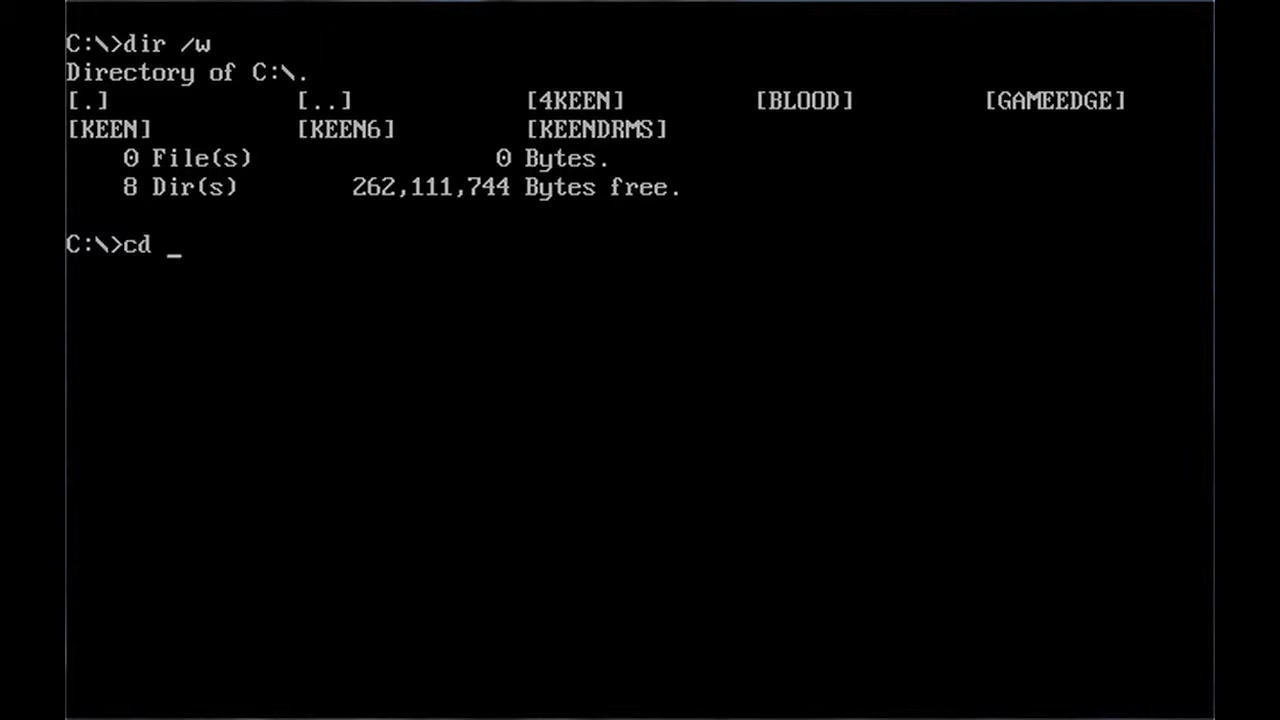 C:\>dir /w
Directory of C:\.
[.] [..] [4KEEN] [BLOOD] [GAMEEDGE]
[KEEN] [KEEN6] [KEENDRMS]
0 File(s) 0 Bytes.
8 Dir(s) 262,111,744 Bytes free.
C:\>cd _